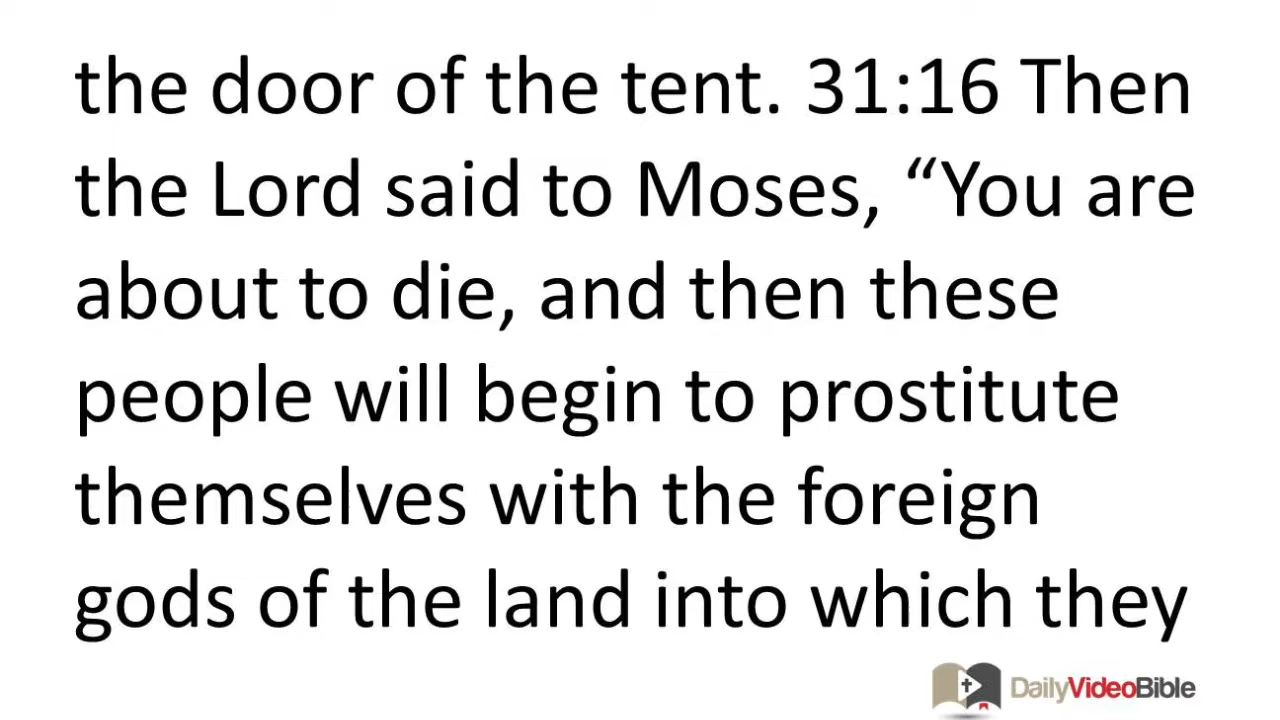 the door of the tent. 31:16 Then
the Lord said to Moses, “You are
about to die, and then these
people will begin to prostitute
themselves with the foreign
gods of the land into which they
DailyVideoBible